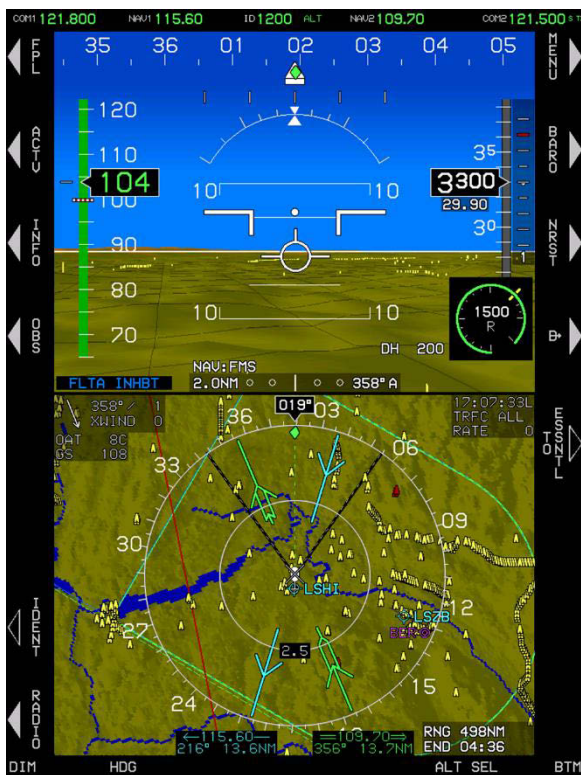 COM1 121.800 NAV1 115.60 ID 1200 ALT NAV2 109.70 COM2 121.500
FPL
MENU
35 36 01 02 03 04 05
ACTV
BARO
120
110
104
100
90
80
70
10 10
10 10
35
3300
29.90
30
1
INFO
NRST
OBS
1500
R
DH 200
NAV:FMS
FLTA INHBT
2.0NM 358°A
358°/ 1
XWIND 0
OAT 8C
GS 108
019°
17:07:33L
TRFC ALL
RATE 0
ESSNTL
TO
36 03
33 06
30 09
27 12
24 15
LSHI
LSZB
BER
2.5
IDENT
RADIO
115.60
216° 13.6NM
109.70
356° 13.7NM
RNG 498NM
END 04:36
DIM HDG ALT SEL BTM